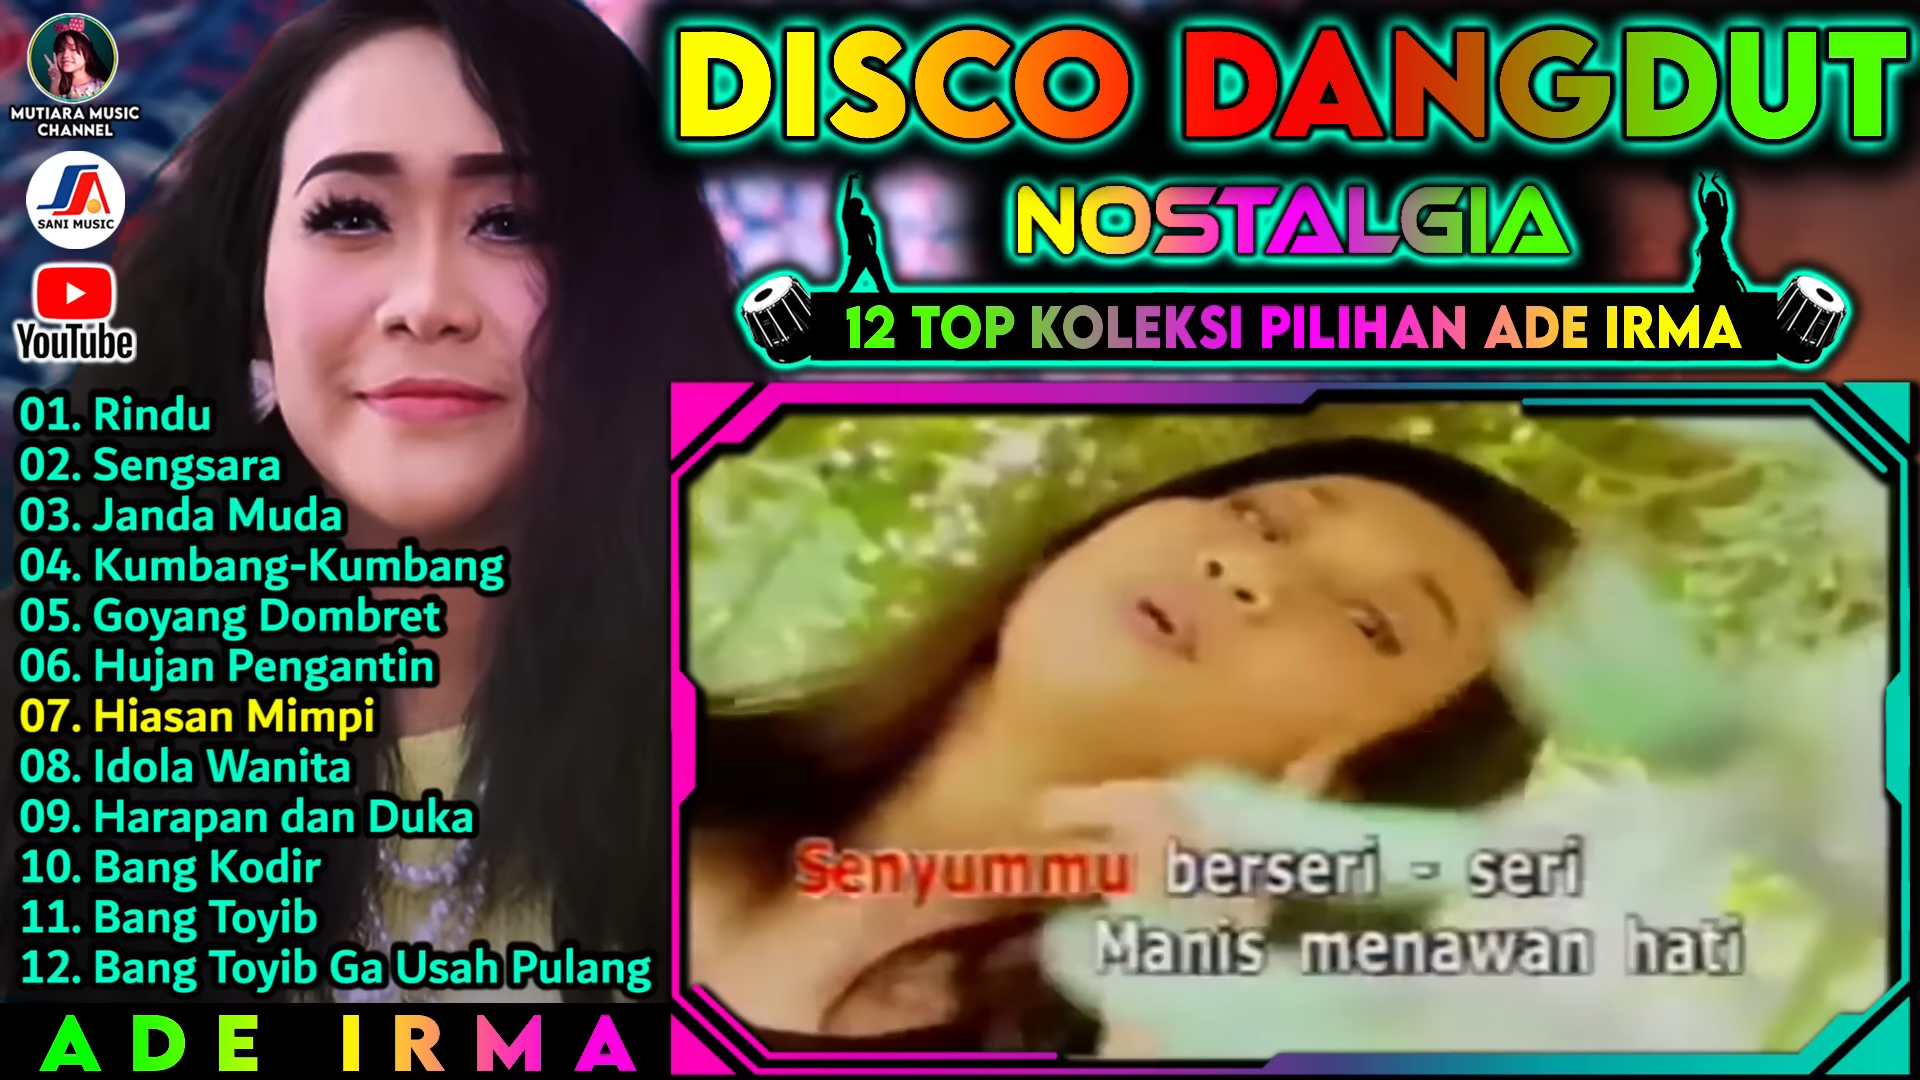 MUTIARA MUSIC
CHANNEL
SANI MUSIC
YouTube
DISCO DANGDUT
NOSTALGIA
12 TOP KOLEKSI PILIHAN ADE IRMA
01. Rindu
02. Sengsara
03. Janda Muda
04. Kumbang-Kumbang
05. Goyang Dombret
06. Hujan Pengantin
07. Hiasan Mimpi
08. Idola Wanita
09. Harapan dan Duka
10. Bang Kodir
11. Bang Toyib
12. Bang Toyib Ga Usah Pulang
ADE IRMA
Senyummu berseri - seri
Manis menawan hati